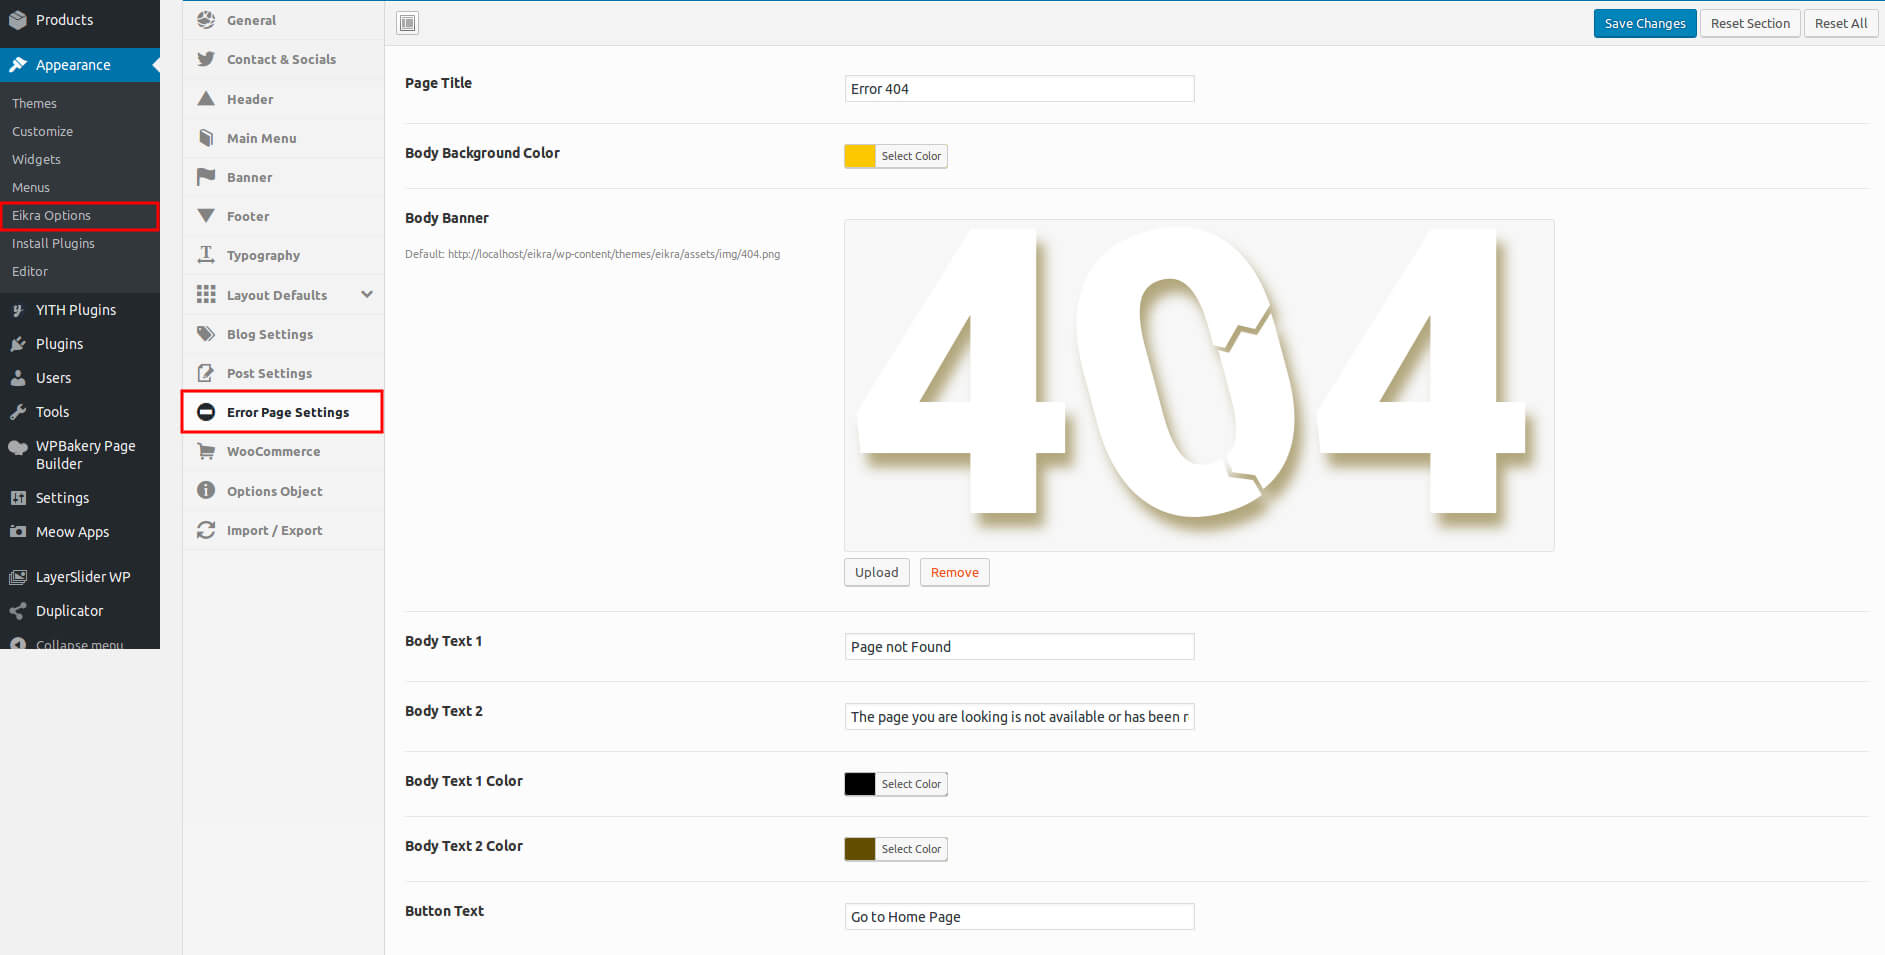 Products
Appearance
Themes
Customize
Widgets
Menus
Eikra Options
Install Plugins
Editor
YITH Plugins
Plugins
Users
Tools
WPBakery Page
Builder
Settings
Meow Apps
LayerSlider WP
Duplicator
Collapse menu
General
Contact & Socials
Header
Main Menu
Banner
Footer
Typography
Layout Defaults
Blog Settings
Post Settings
Error Page Settings
WooCommerce
Options Object
Import / Export
Save Changes Reset Section Reset All
Page Title Error 404
Body Background Color Select Color
Body Banner
Default: http://localhost/eikra/wp-content/themes/eikra/assets/img/404.png
404
Upload Remove
Body Text 1 Page not Found
Body Text 2 The page you are looking is not available or has been r
Body Text 1 Color Select Color
Body Text 2 Color Select Color
Button Text Go to Home Page